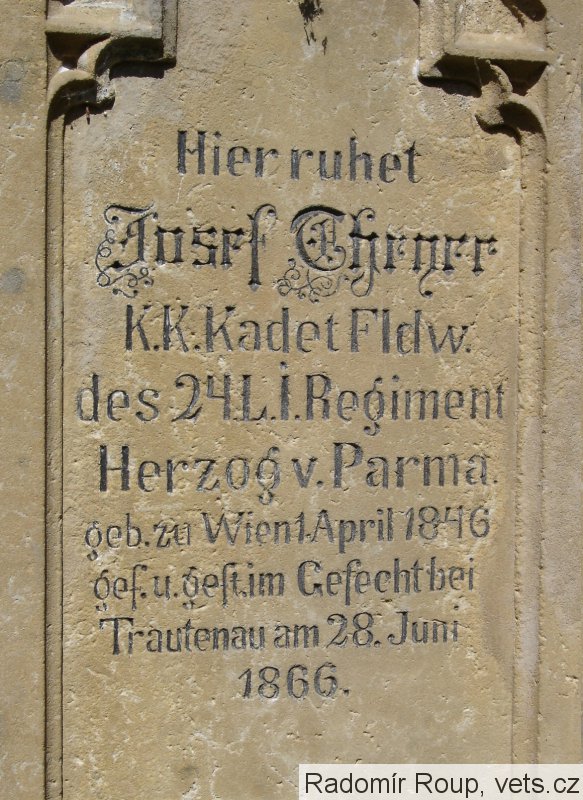 Hier ruhet
Josef Threyer
K.K. Kadet Fldw.
des 24. L. I. Regiment
Herzog v. Parma.
geb. zu Wien 1. April 1846
gef. u. gest. im Gefecht bei
Trautenau am 28. Juni
1866.
Radomír Roup, vets.cz